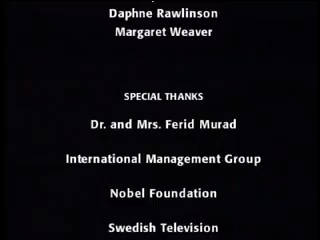 Daphne Rawlinson
Margaret Weaver
SPECIAL THANKS
Dr. and Mrs. Ferid Murad
International Management Group
Nobel Foundation
Swedish Television